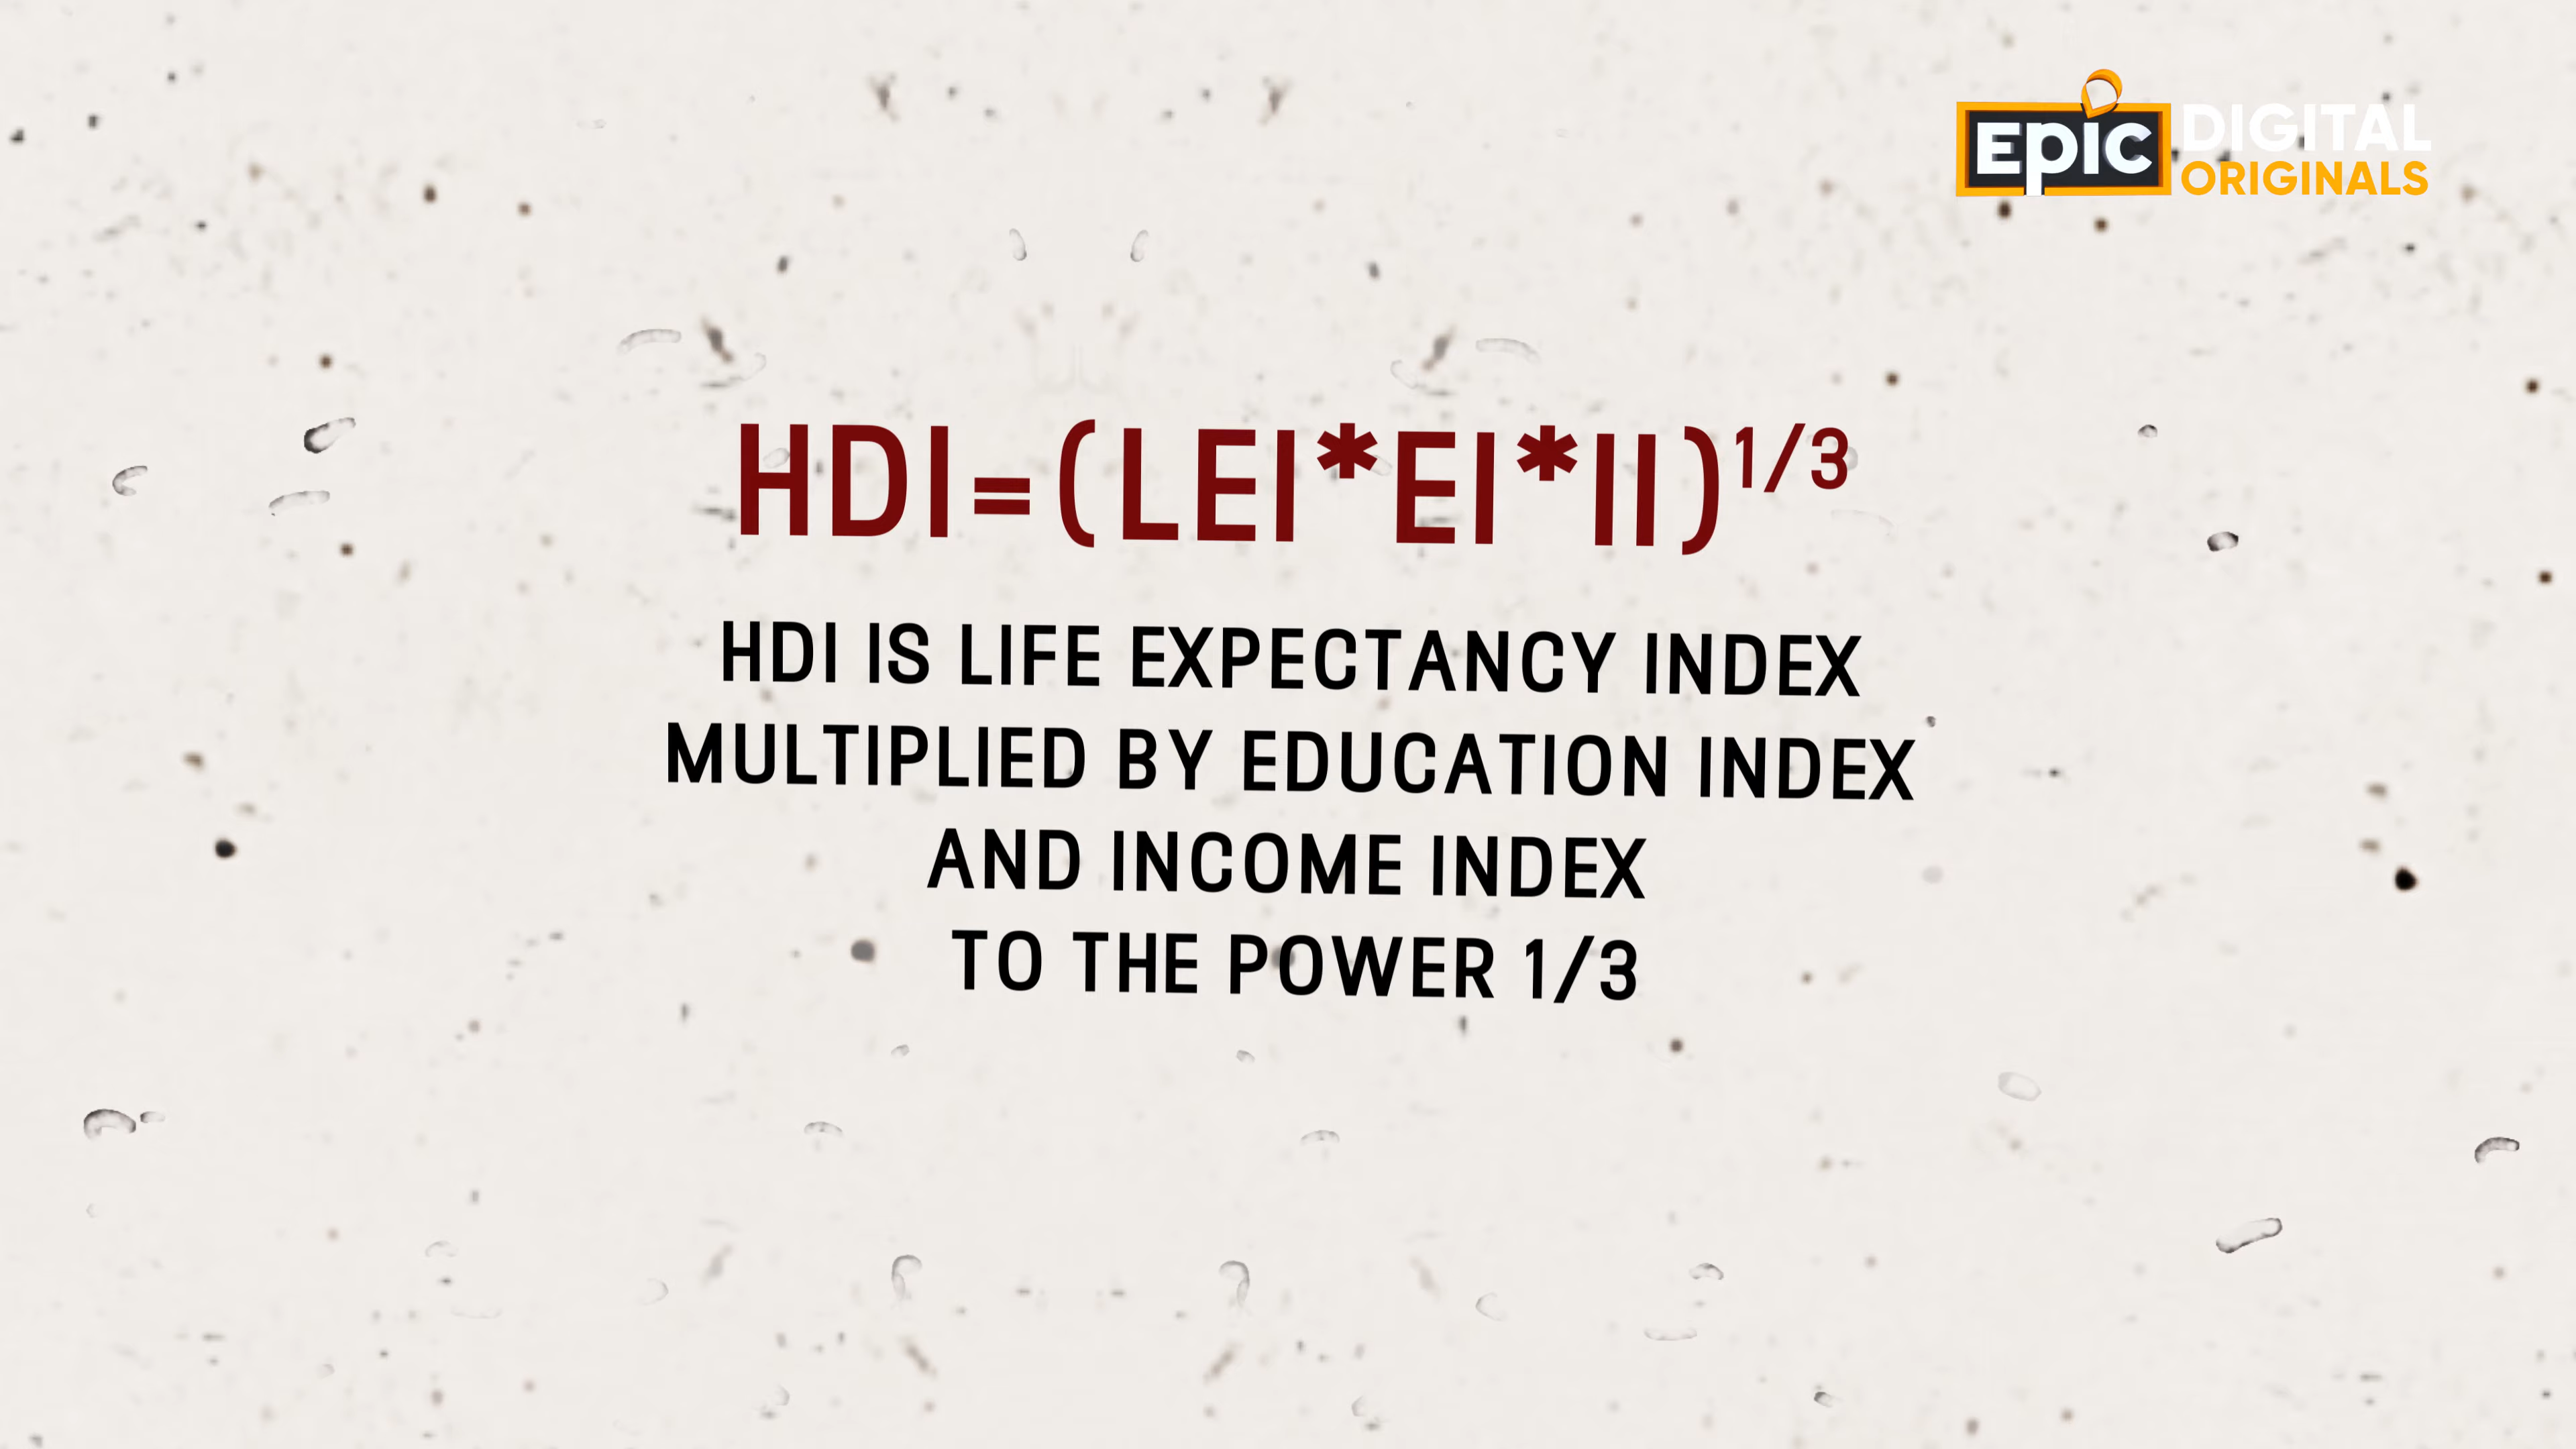 Epic DIGITAL
ORIGINALS
HDI=(LEI*EI*II)^1/3
HDI IS LIFE EXPECTANCY INDEX
MULTIPLIED BY EDUCATION INDEX
AND INCOME INDEX
TO THE POWER 1/3